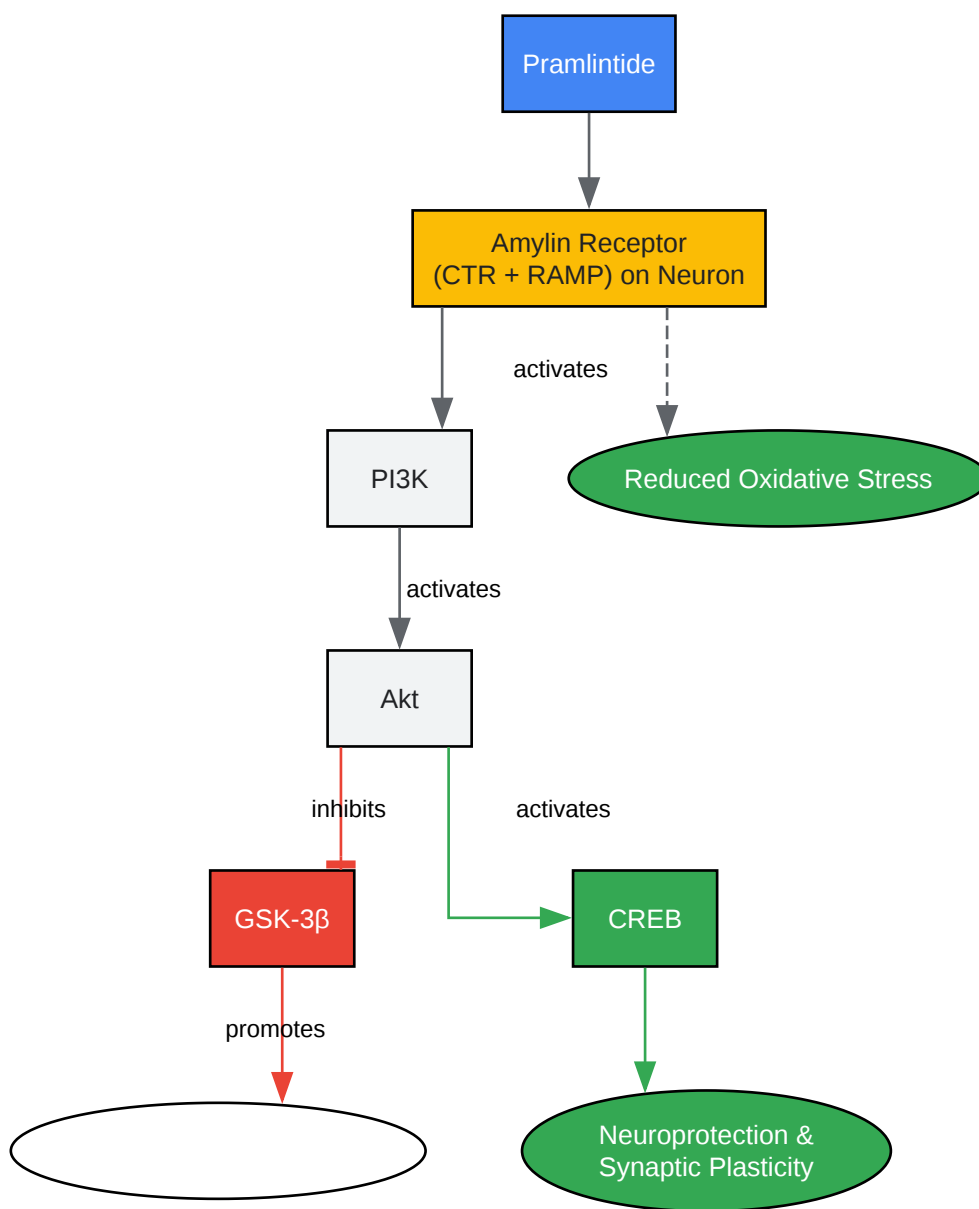 Pramlintide
Amylin Receptor
(CTR + RAMP) on Neuron
activates
PI3K
Reduced Oxidative Stress
activates
Akt
inhibits
activates
GSK-3β
CREB
promotes
Neuroprotection &
Synaptic Plasticity